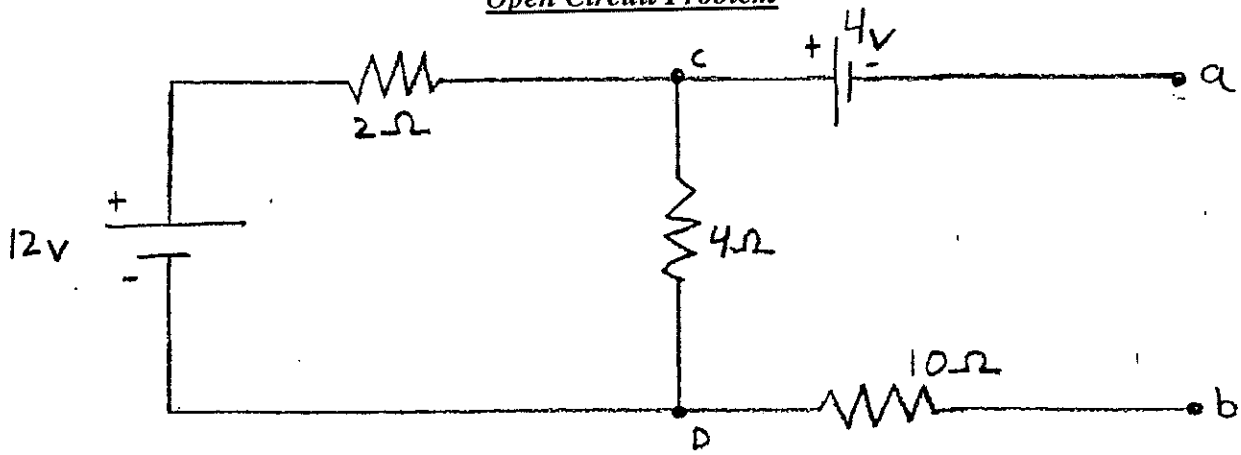 Open Circuit Problem
4v
+
-
c
a
2Ω
+
12v
-
4Ω
10Ω
D
b